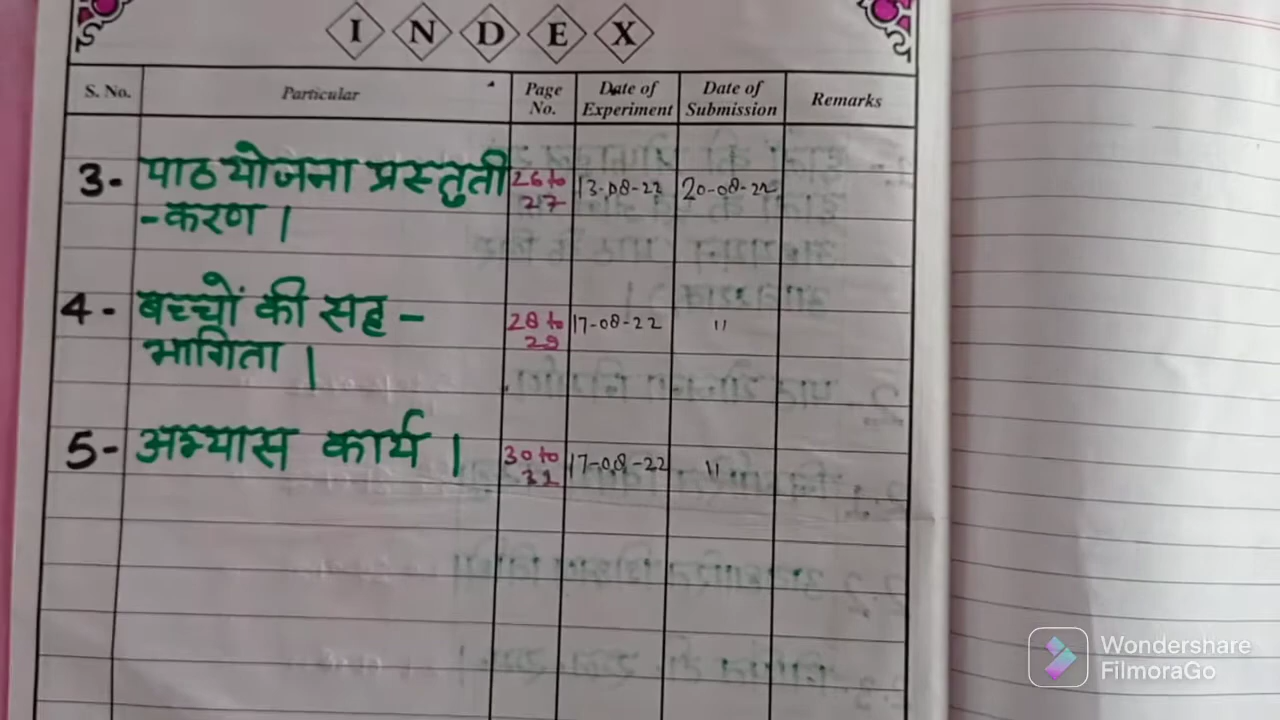 INDEX
S. No. Particular Page No. Date of Experiment Date of Submission Remarks
3- पाठ योजना प्रस्तुती 26 to 27 13-08-22 20-08-22
-करण ।
4- बच्चों की सह - 28 to 29 17-08-22 "
भागिता ।
5- अभ्यास कार्य । 30 to 32 17-08-22 "
Wondershare
FilmoraGo